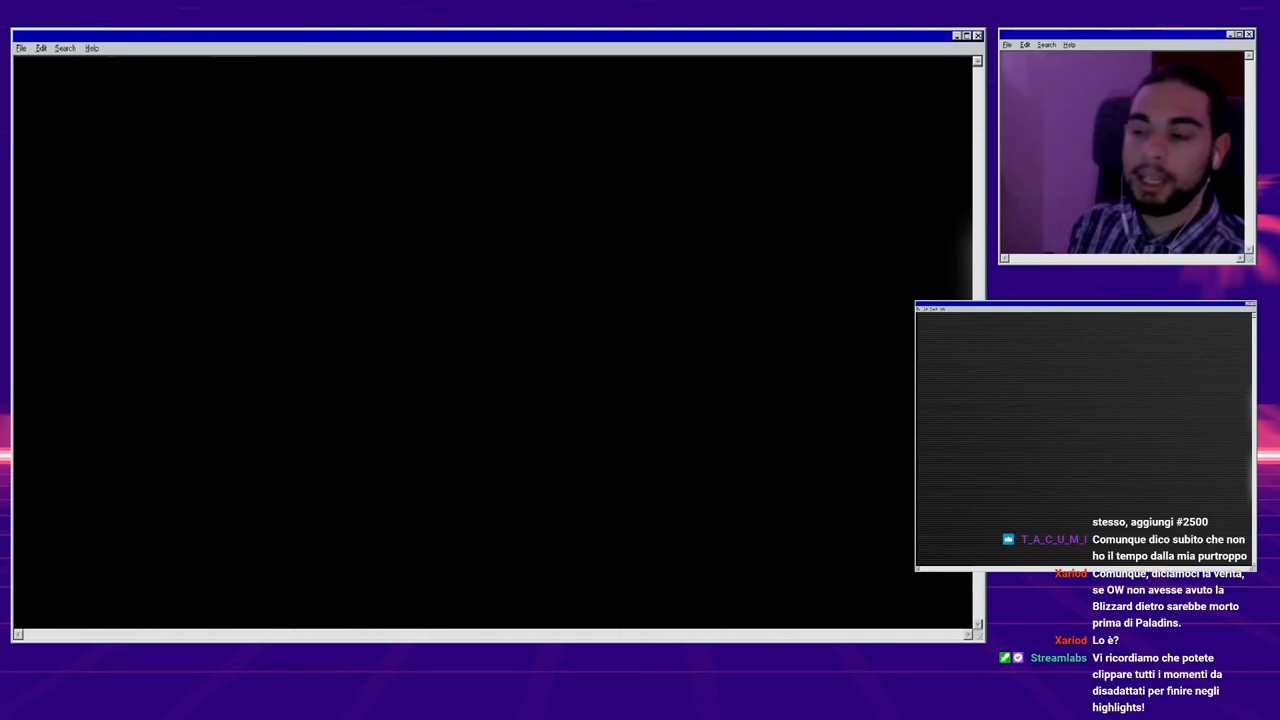 File Edit Search Help
File Edit Search Help
stesso, aggiungi #2500
T_A_C_U_M_I Comunque dico subito che non
ho il tempo dalla mia purtroppo
Xariod Comunque, diciamoci la verità,
se OW non avesse avuto la
Blizzard dietro sarebbe morto
prima di Paladins.
Xariod Lo è?
Streamlabs Vi ricordiamo che potete
clippare tutti i momenti da
disadattati per finire negli
highlights!